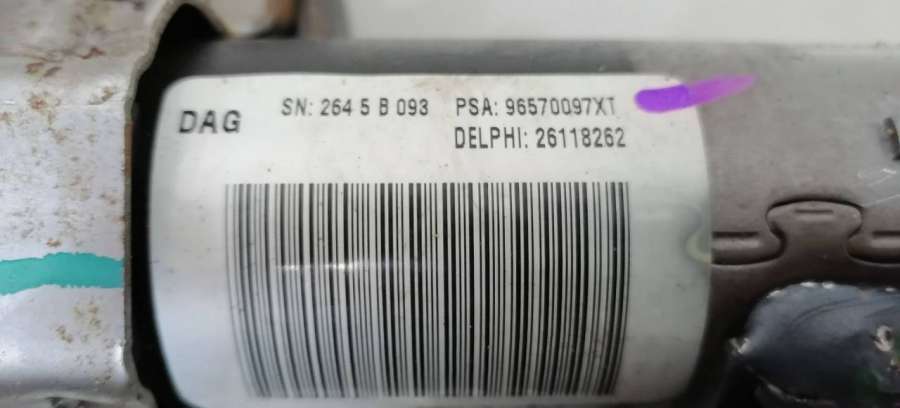 DAG SN: 264 5 B 093 PSA: 96570097XT
DELPHI: 26118262